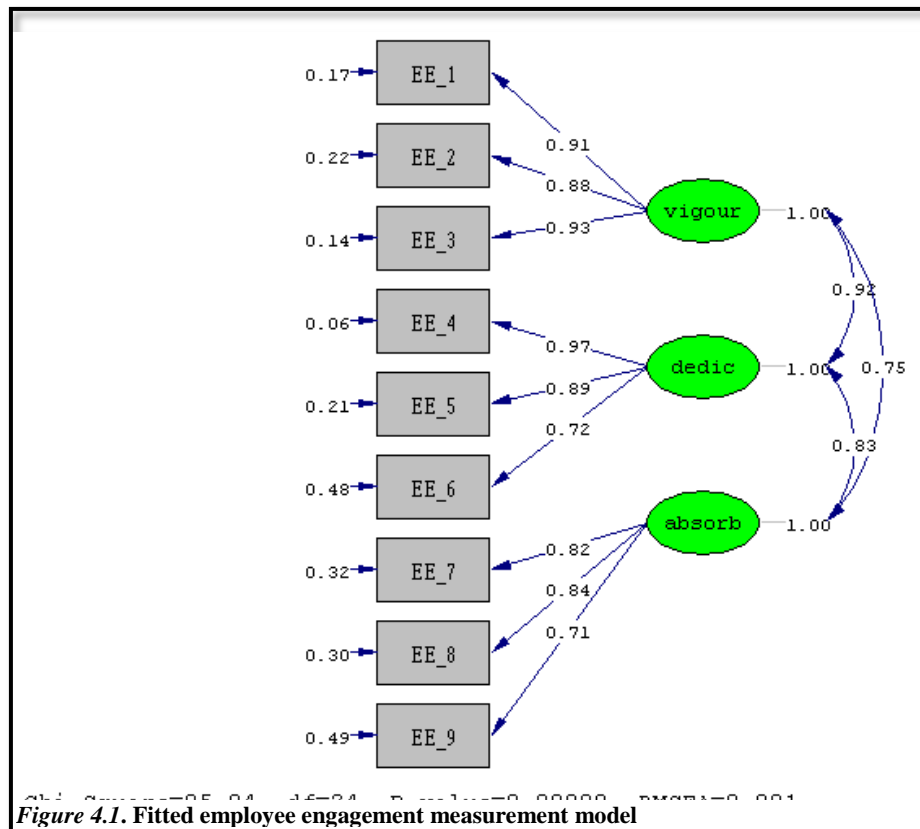 0.17 EE_1
0.91
0.22 EE_2
0.88
vigour 1.00
0.14 EE_3
0.93
0.92
0.06 EE_4
0.97
dedic 1.00
0.75
0.21 EE_5
0.89
0.72
0.83
0.48 EE_6
absorb 1.00
0.82
0.32 EE_7
0.84
0.71
0.30 EE_8
0.49 EE_9
Figure 4.1. Fitted employee engagement measurement model